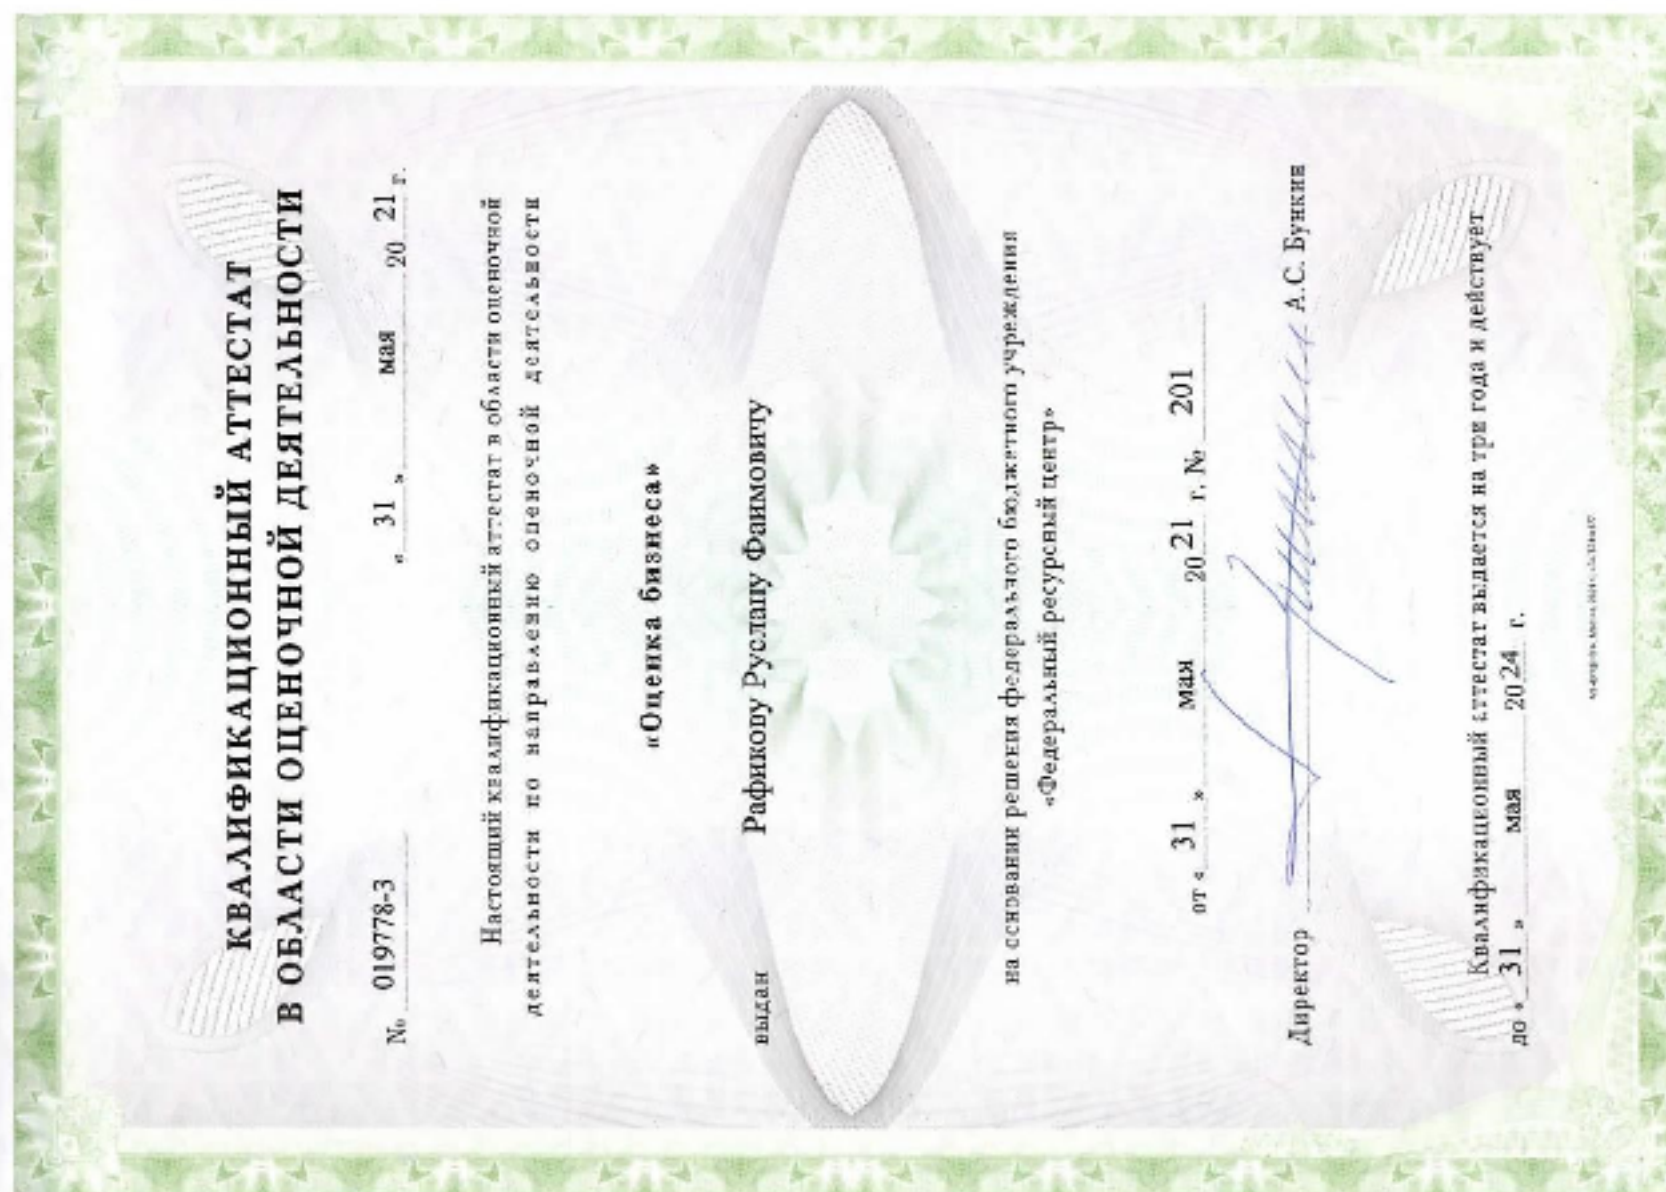 КВАЛИФИКАЦИОННЫЙ АТТЕСТАТ
В ОБЛАСТИ ОЦЕНОЧНОЙ ДЕЯТЕЛЬНОСТИ
№ 019778-3 « 31 » мая 20 21 г.
Настоящий квалификационный аттестат в области оценочной
деятельности по направлению оценочной деятельности
«Оценка бизнеса»
выдан Рафикову Руслану Фаимовичу
на основании решения федерального бюджетного учреждения
«Федеральный ресурсный центр»
от « 31 » мая 20 21 г. № 201
Директор А.С. Бункин
Квалификационный аттестат выдается на три года и действует
до « 31 » мая 20 24 г.